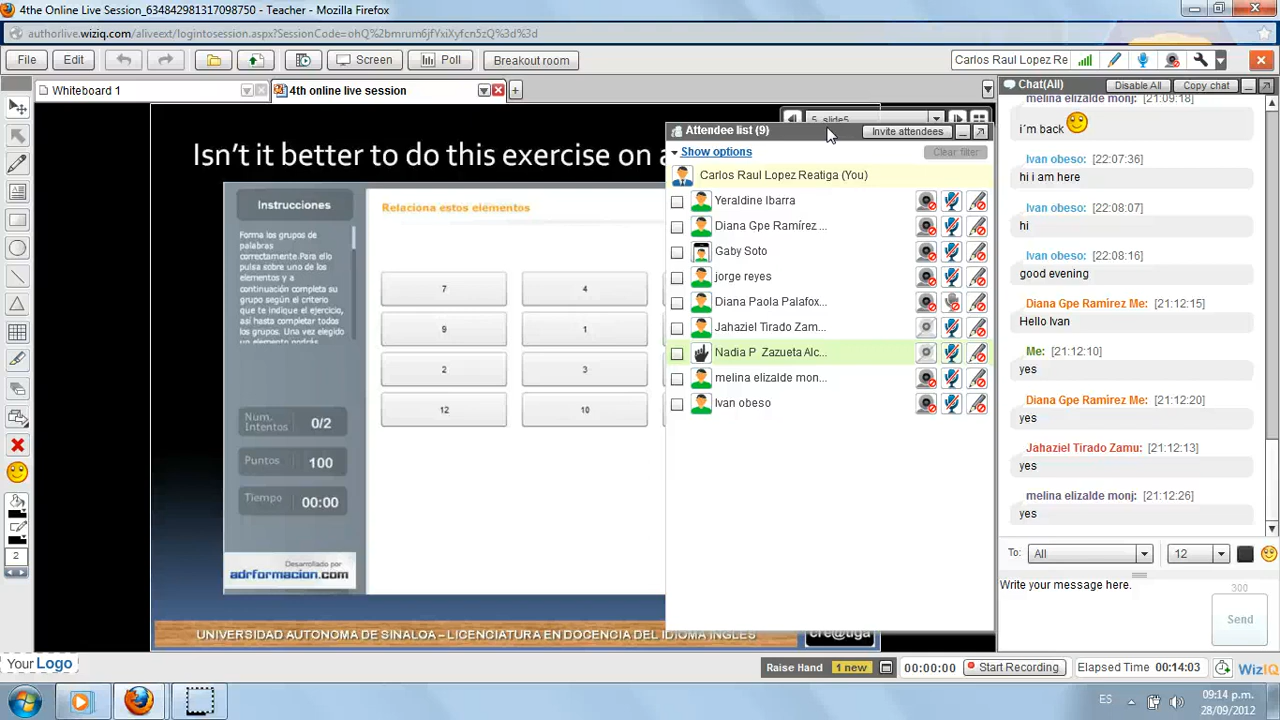 4the Online Live Session_634842981317098750 - Teacher - Mozilla Firefox
authorlive.wiziq.com/aliveext/logintosession.aspx?SessionCode=ohQ%2bmrum6jfYxiXyfcn5zQ%3d%3d
File Edit Screen Poll Breakout room Carlos Raul Lopez Re
Whiteboard 1 4th online live session
Chat(All) Disable All Copy chat
5 slide5
Isn't it better to do this exercise on a
Attendee list (9) Invite attendees
Show options Clear filter
Carlos Raul Lopez Reatiga (You)
Yeraldine Ibarra
Diana Gpe Ramírez ...
Gaby Soto
jorge reyes
Diana Paola Palafox...
Jahaziel Tirado Zam...
Nadia P Zazueta Alc...
melina elizalde mon...
Ivan obeso
Instrucciones
Forma los grupos de
palabras
correctamente.Para ello
pulsa sobre uno de los
elementos y a
continuación completa su
grupo según el criterio
que te indique el ejercicio,
así hasta completar todos
los grupos. Una vez elegido
un elemento podrás
Relaciona estos elementos
7 4
9 1
2 3
12 10
Num.
Intentos 0/2
Puntos 100
Tiempo 00:00
Desarrollado por
adrformacion.com
UNIVERSIDAD AUTONOMA DE SINALOA – LICENCIATURA EN DOCENCIA DEL IDIOMA INGLES
cre@tiga
melina elizalde monj: [21:09:18]
i´m back
Ivan obeso: [22:07:36]
hi i am here
Ivan obeso: [22:08:07]
hi
Ivan obeso: [22:08:16]
good evening
Diana Gpe Ramírez Me: [21:12:15]
Hello Ivan
Me: [21:12:10]
yes
Diana Gpe Ramírez Me: [21:12:20]
yes
Jahaziel Tirado Zamu: [21:12:13]
yes
melina elizalde monj: [21:12:26]
yes
To: All 12
Write your message here.
300
Send
2
Your Logo
Raise Hand 1 new 00:00:00 Start Recording Elapsed Time 00:14:03 WizIQ
ES
09:14 p.m.
28/09/2012